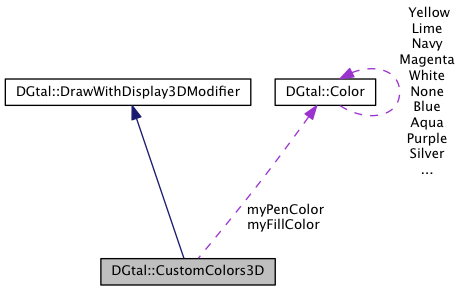 Yellow
Lime
Navy
Magenta
White
None
Blue
Aqua
Purple
Silver
...
DGtal::DrawWithDisplay3DModifier
DGtal::Color
myPenColor
myFillColor
DGtal::CustomColors3D